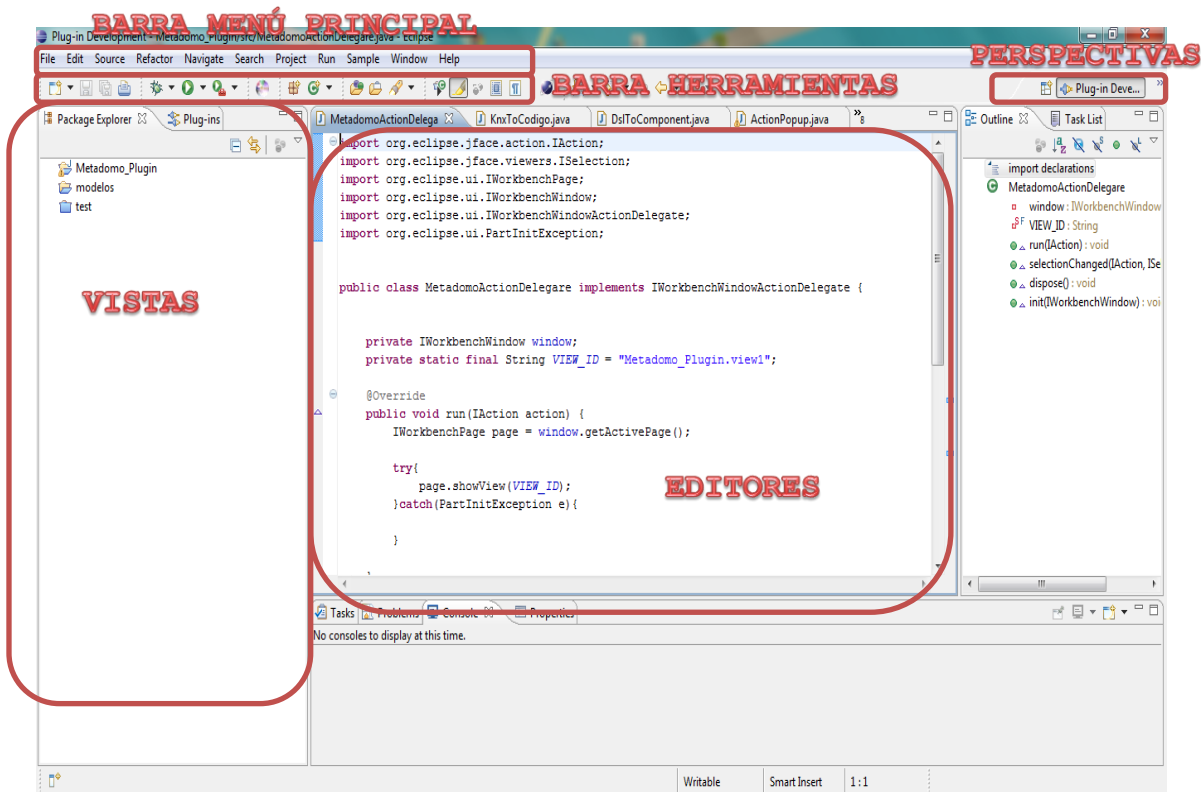 BARRA MENÚ PRINCIPAL
Plug-in Development - Metadomo_Plugin/src/MetadomoActionDelegare.java - Eclipse
File Edit Source Refactor Navigate Search Project Run Sample Window Help
PERSPECTIVAS
BARRA HERRAMIENTAS
Plug-in Deve...
Package Explorer
Plug-ins
Metadomo_Plugin
modelos
test
VISTAS
MetadomoActionDelega
KnxToCodigo.java
DslToComponent.java
ActionPopup.java
»8
import org.eclipse.jface.action.IAction;
import org.eclipse.jface.viewers.ISelection;
import org.eclipse.ui.IWorkbenchPage;
import org.eclipse.ui.IWorkbenchWindow;
import org.eclipse.ui.IWorkbenchWindowActionDelegate;
import org.eclipse.ui.PartInitException;
public class MetadomoActionDelegare implements IWorkbenchWindowActionDelegate {
private IWorkbenchWindow window;
private static final String VIEW_ID = "Metadomo_Plugin.view1";
@Override
public void run(IAction action) {
IWorkbenchPage page = window.getActivePage();
try{
page.showView(VIEW_ID);
}catch(PartInitException e){
}
EDITORES
Outline
Task List
import declarations
MetadomoActionDelegare
window : IWorkbenchWindow
VIEW_ID : String
run(IAction) : void
selectionChanged(IAction, ISe
dispose() : void
init(IWorkbenchWindow) : voi
Tasks
Problems
Console
Properties
No consoles to display at this time.
Writable
Smart Insert
1 : 1